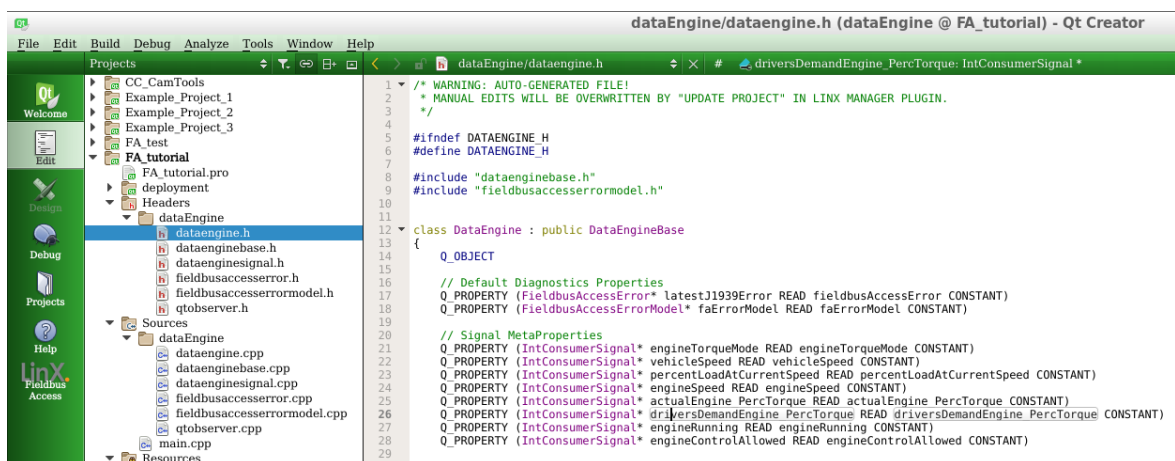 dataEngine/dataengine.h (dataEngine @ FA_tutorial) - Qt Creator
File Edit Build Debug Analyze Tools Window Help
Projects
dataEngine/dataengine.h # driversDemandEngine_PercTorque: IntConsumerSignal *
Qt
Welcome
Edit
Design
Debug
Projects
Help
LinX.
Fieldbus
Access
CC_CamTools
Example_Project_1
Example_Project_2
Example_Project_3
FA_test
FA_tutorial
FA_tutorial.pro
deployment
Headers
dataEngine
dataengine.h
dataenginebase.h
dataenginesignal.h
fieldbusaccesserror.h
fieldbusaccesserrormodel.h
qtobserver.h
Sources
dataEngine
dataengine.cpp
dataenginebase.cpp
dataenginesignal.cpp
fieldbusaccesserror.cpp
fieldbusaccesserrormodel.cpp
qtobserver.cpp
main.cpp
Resources
1 /* WARNING: AUTO-GENERATED FILE!
2 * MANUAL EDITS WILL BE OVERWRITTEN BY "UPDATE PROJECT" IN LINX MANAGER PLUGIN.
3 */
4
5 #ifndef DATAENGINE_H
6 #define DATAENGINE_H
7
8 #include "dataenginebase.h"
9 #include "fieldbusaccesserrormodel.h"
10
11
12 class DataEngine : public DataEngineBase
13 {
14 Q_OBJECT
15
16 // Default Diagnostics Properties
17 Q_PROPERTY (FieldbusAccessError* latestJ1939Error READ fieldbusAccessError CONSTANT)
18 Q_PROPERTY (FieldbusAccessErrorModel* faErrorModel READ faErrorModel CONSTANT)
19
20 // Signal MetaProperties
21 Q_PROPERTY (IntConsumerSignal* engineTorqueMode READ engineTorqueMode CONSTANT)
22 Q_PROPERTY (IntConsumerSignal* vehicleSpeed READ vehicleSpeed CONSTANT)
23 Q_PROPERTY (IntConsumerSignal* percentLoadAtCurrentSpeed READ percentLoadAtCurrentSpeed CONSTANT)
24 Q_PROPERTY (IntConsumerSignal* engineSpeed READ engineSpeed CONSTANT)
25 Q_PROPERTY (IntConsumerSignal* actualEngine_PercTorque READ actualEngine_PercTorque CONSTANT)
26 Q_PROPERTY (IntConsumerSignal* driversDemandEngine_PercTorque READ driversDemandEngine_PercTorque CONSTANT)
27 Q_PROPERTY (IntConsumerSignal* engineRunning READ engineRunning CONSTANT)
28 Q_PROPERTY (IntConsumerSignal* engineControlAllowed READ engineControlAllowed CONSTANT)
29